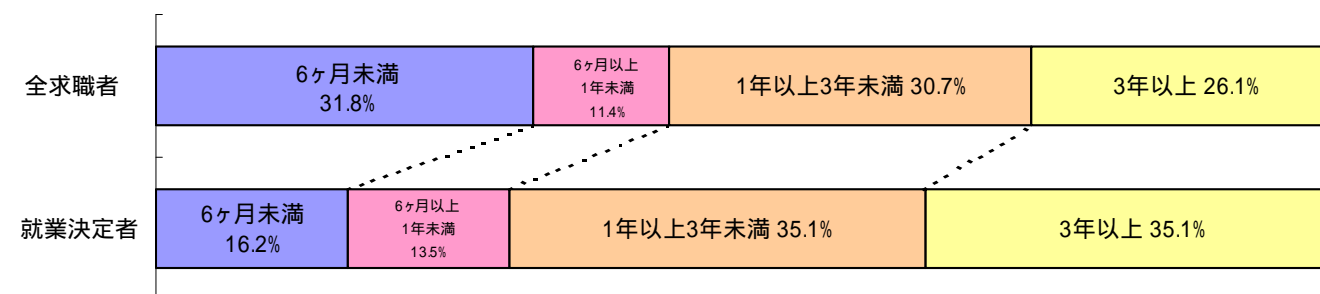 全求職者
6ヶ月未満
31.8%
6ヶ月以上
1年未満
11.4%
1年以上3年未満 30.7%
3年以上 26.1%
就業決定者
6ヶ月未満
16.2%
6ヶ月以上
1年未満
13.5%
1年以上3年未満 35.1%
3年以上 35.1%